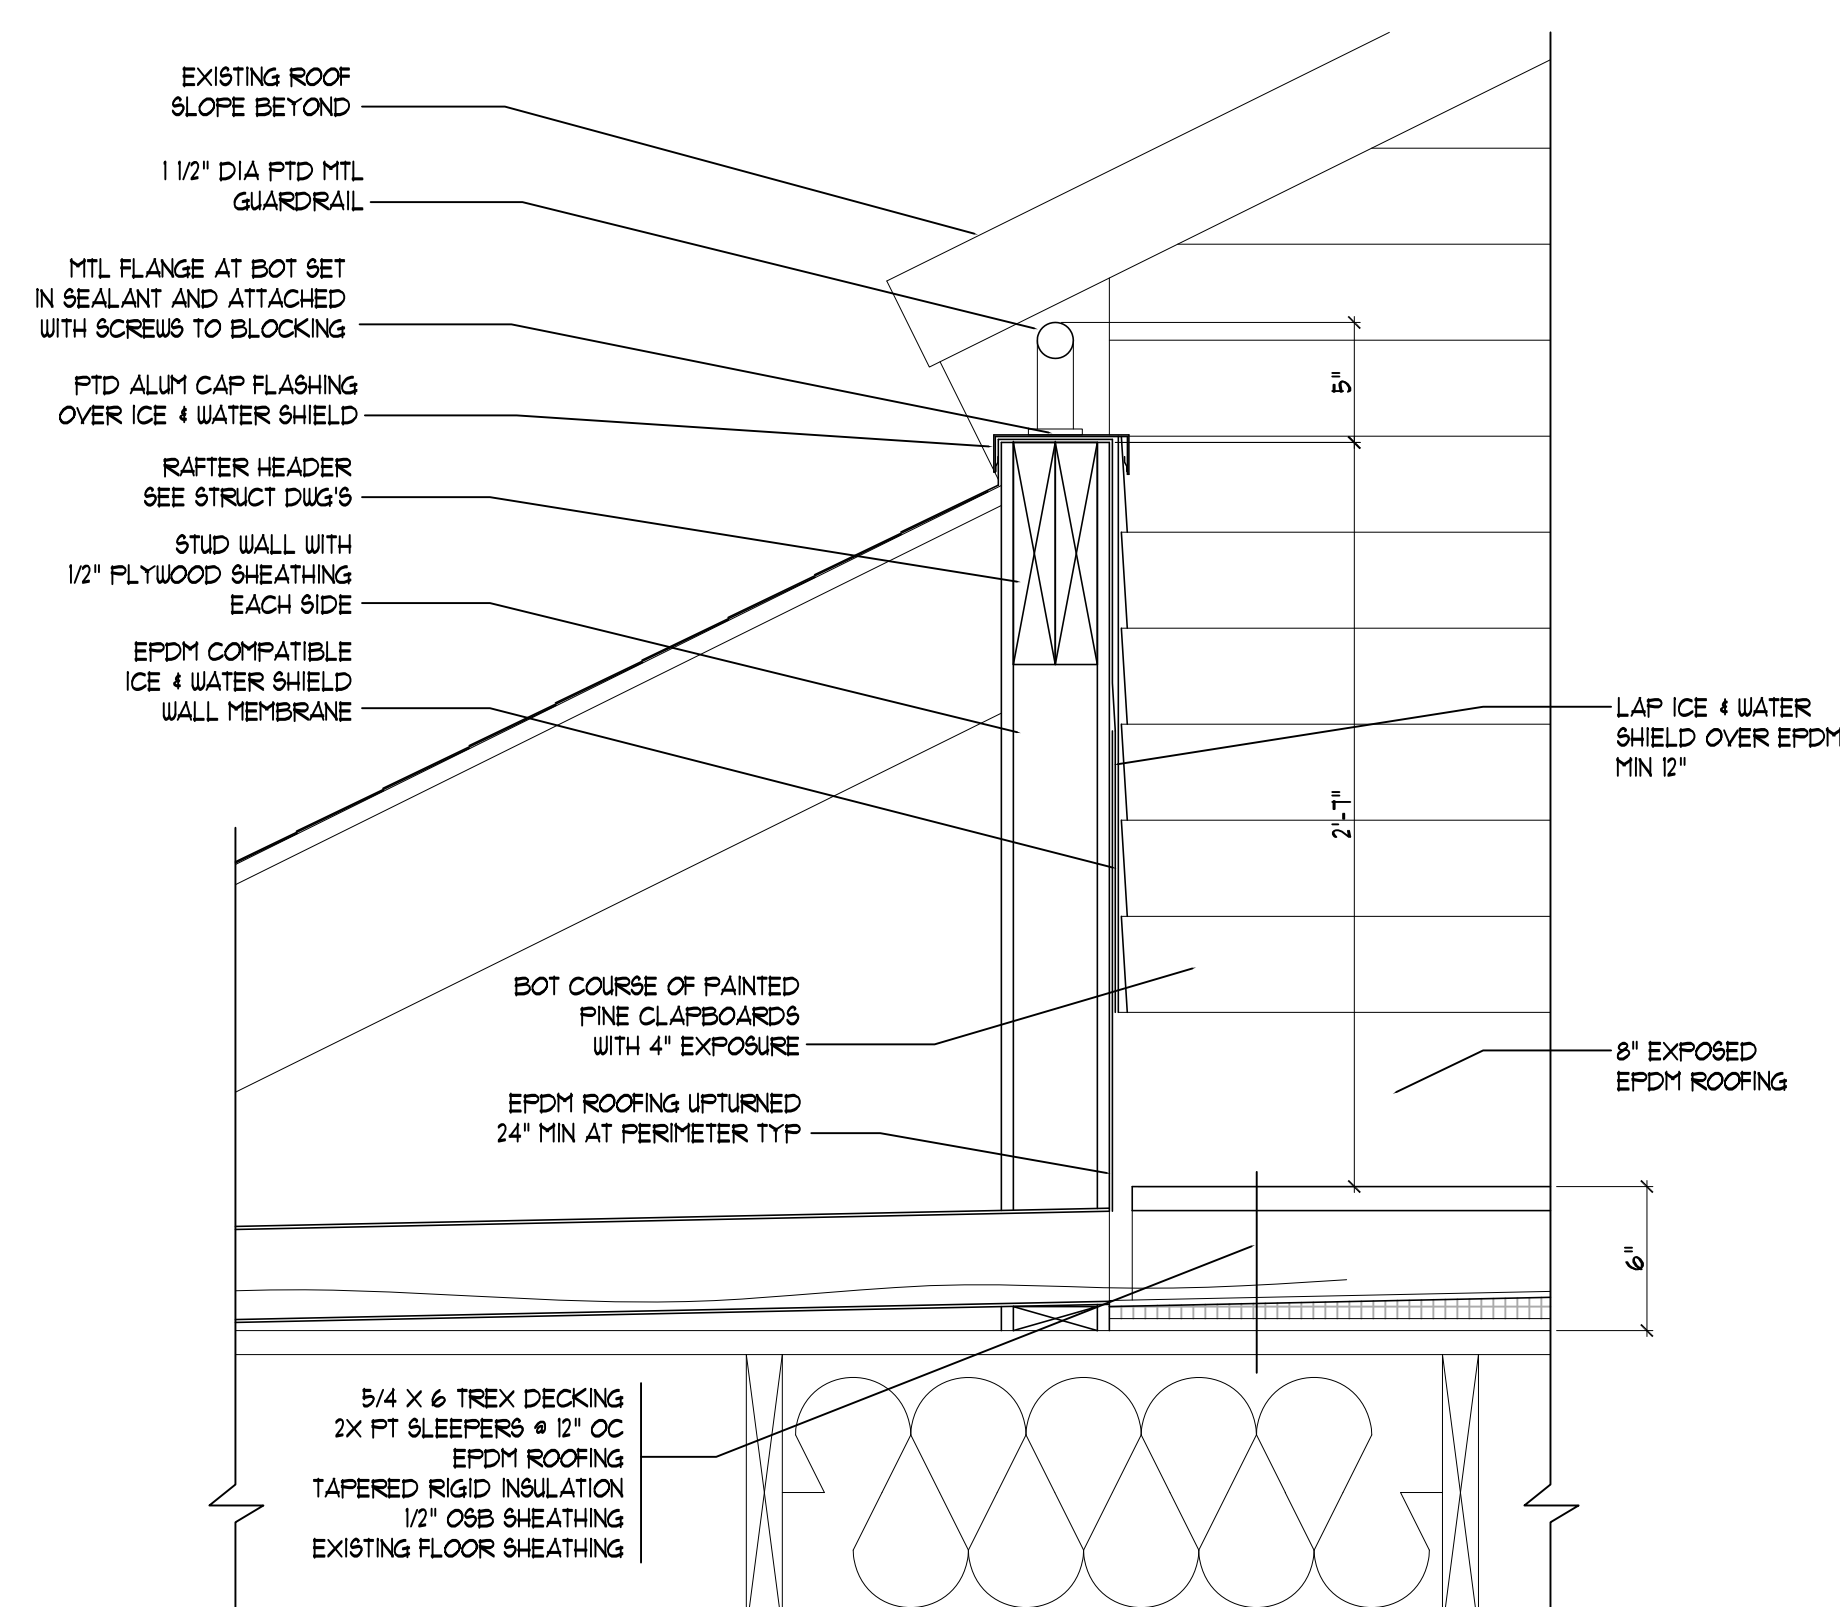 EXISTING ROOF
SLOPE BEYOND
1 1/2" DIA PTD MTL
GUARDRAIL
MTL FLANGE AT BOT SET
IN SEALANT AND ATTACHED
WITH SCREWS TO BLOCKING
PTD ALUM CAP FLASHING
OVER ICE & WATER SHIELD
RAFTER HEADER
SEE STRUCT DWG'S
STUD WALL WITH
1/2" PLYWOOD SHEATHING
EACH SIDE
EPDM COMPATIBLE
ICE & WATER SHIELD
WALL MEMBRANE
5"
2'-7"
LAP ICE & WATER
SHIELD OVER EPDM
MIN 12"
BOT COURSE OF PAINTED
PINE CLAPBOARDS
WITH 4" EXPOSURE
8" EXPOSED
EPDM ROOFING
EPDM ROOFING UPTURNED
24" MIN AT PERIMETER TYP
6"
5/4 X 6 TREX DECKING
2X PT SLEEPERS @ 12" OC
EPDM ROOFING
TAPERED RIGID INSULATION
1/2" OSB SHEATHING
EXISTING FLOOR SHEATHING